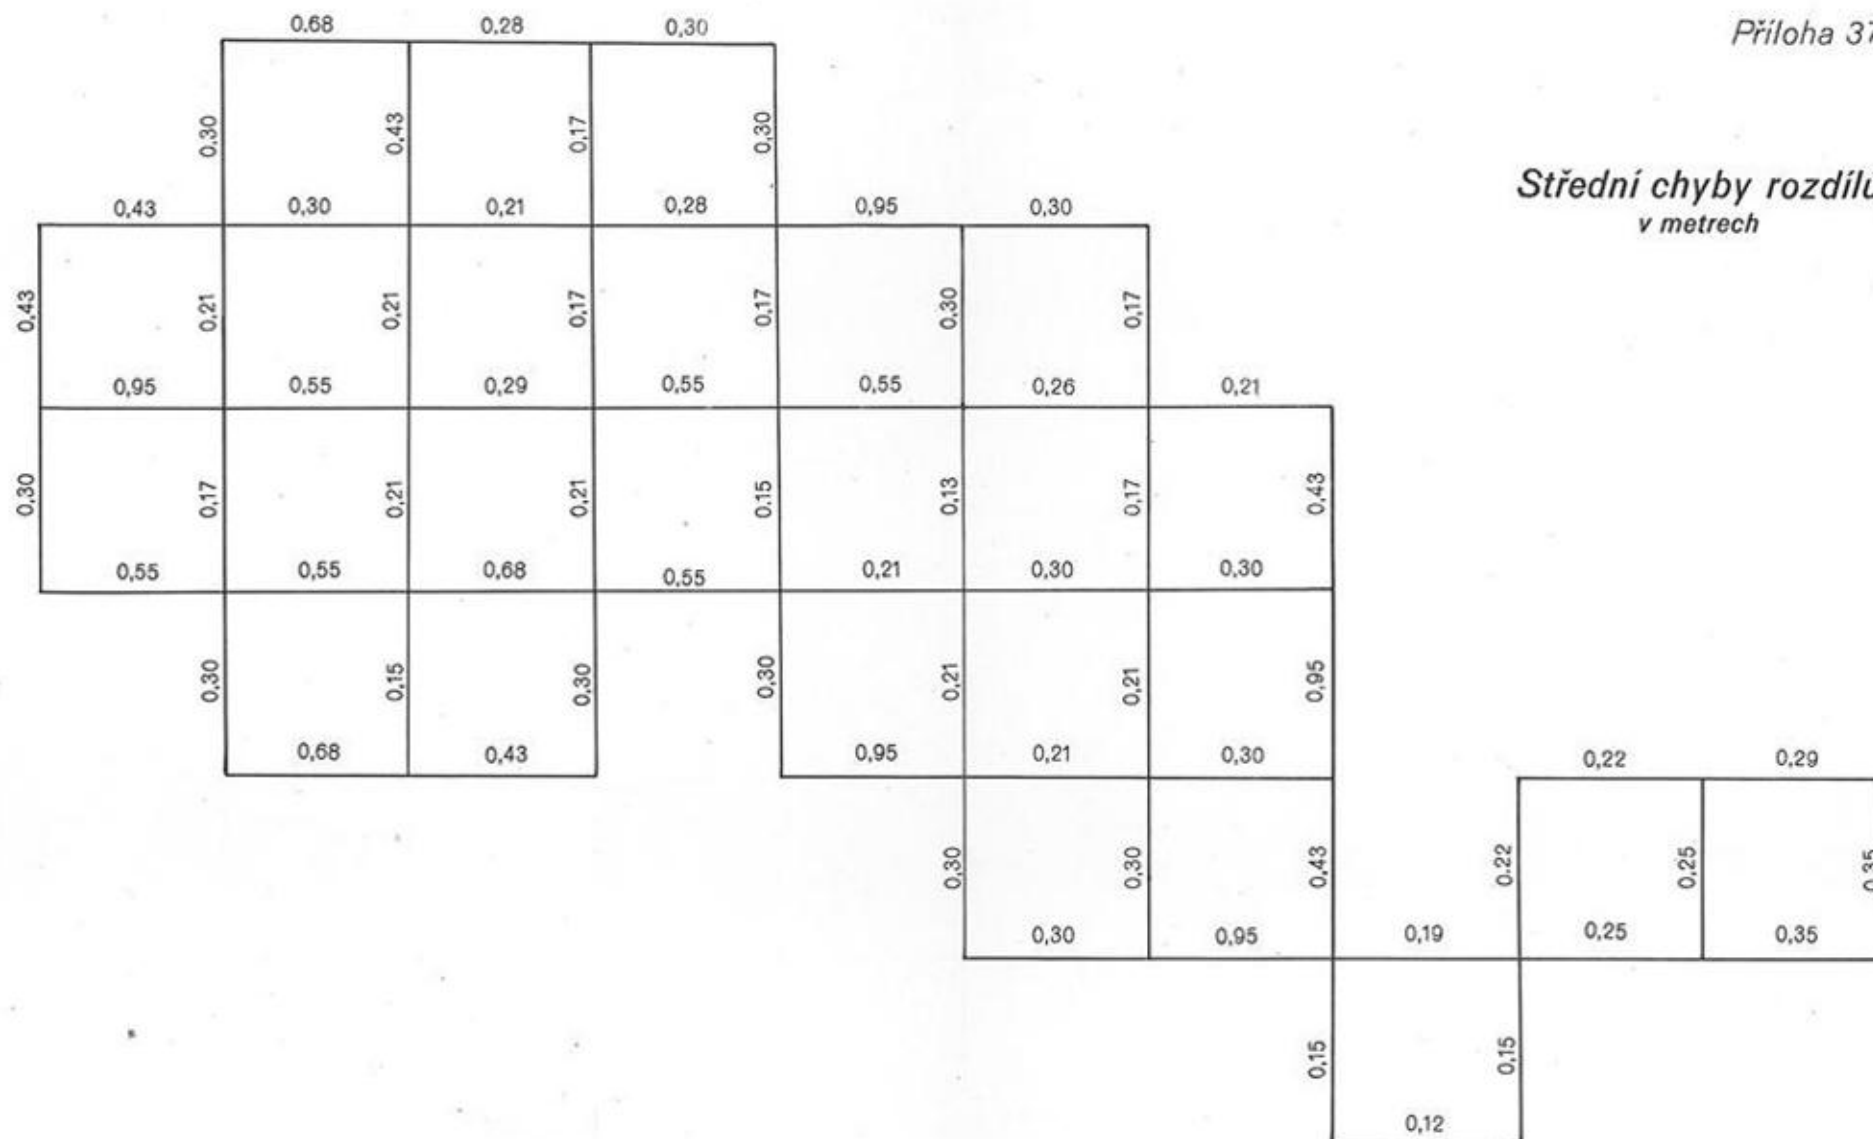 0.68 0,28 0,30
Příloha 37
0,30 0,43 0,17 0,30
Střední chyby rozdílů
v metrech
0,43 0,30 0,21 0,28 0,95 0,30
0,43 0,21 0,21 0,17 0,17 0,30 0,17
0,95 0,55 0,29 0,55 0,55 0,26 0,21
0,30 0,17 0,21 0,21 0.15 0,13 0,17 0,43
0,55 0,55 0,68 0,55 0,21 0,30 0,30
0,30 0,15 0,30 0,30 0,21 0,21 0,95
0,68 0,43 0,95 0,21 0,30 0,22 0,29
0,30 0,30 0,43 0.22 0,25 0,35
0,30 0,95 0,19 0,25 0,35
0,15 0,15
0,12